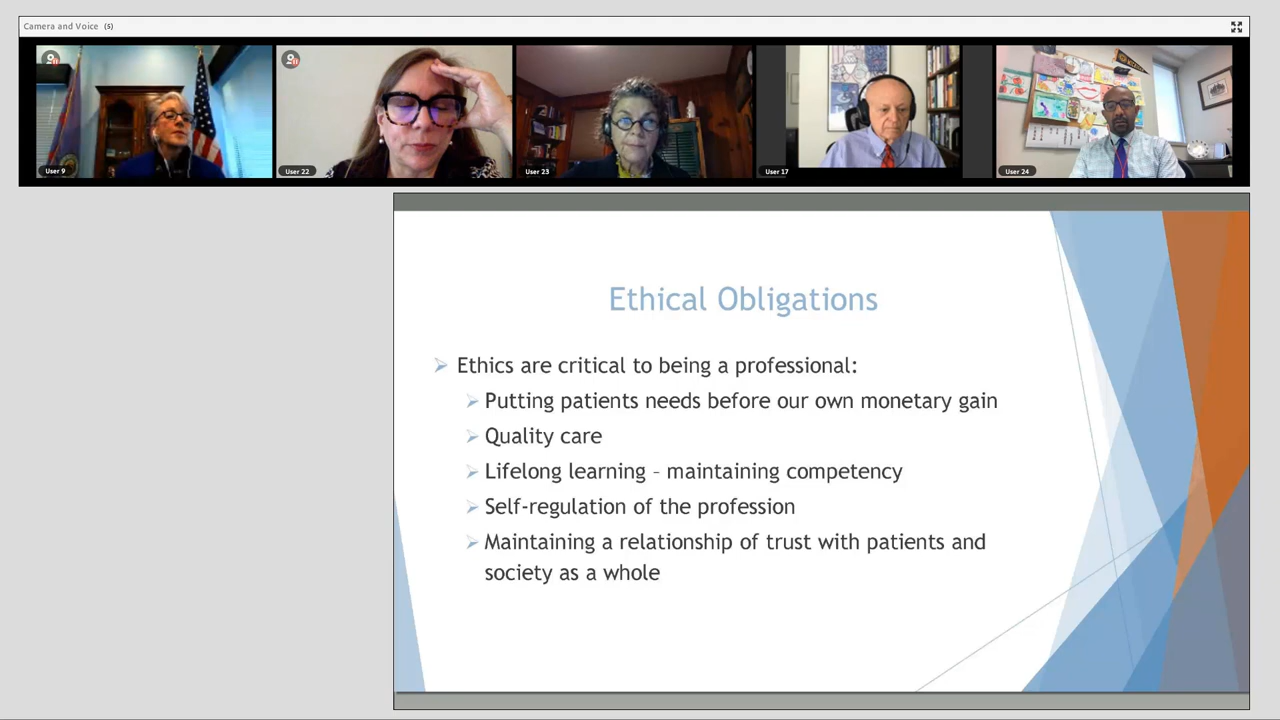 Camera and Voice (5)
User 9
User 22
User 23
User 17
User 24
Ethical Obligations
Ethics are critical to being a professional:
Putting patients needs before our own monetary gain
Quality care
Lifelong learning – maintaining competency
Self-regulation of the profession
Maintaining a relationship of trust with patients and
society as a whole